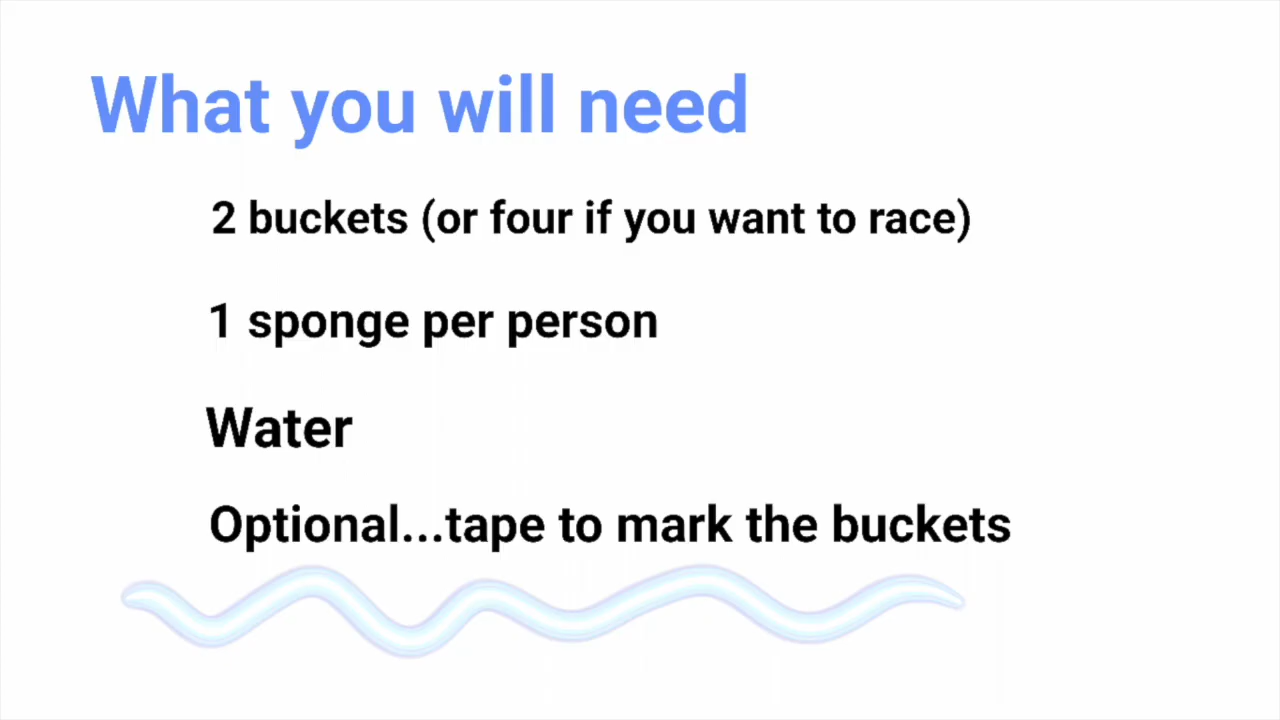 What you will need
2 buckets (or four if you want to race)
1 sponge per person
Water
Optional...tape to mark the buckets